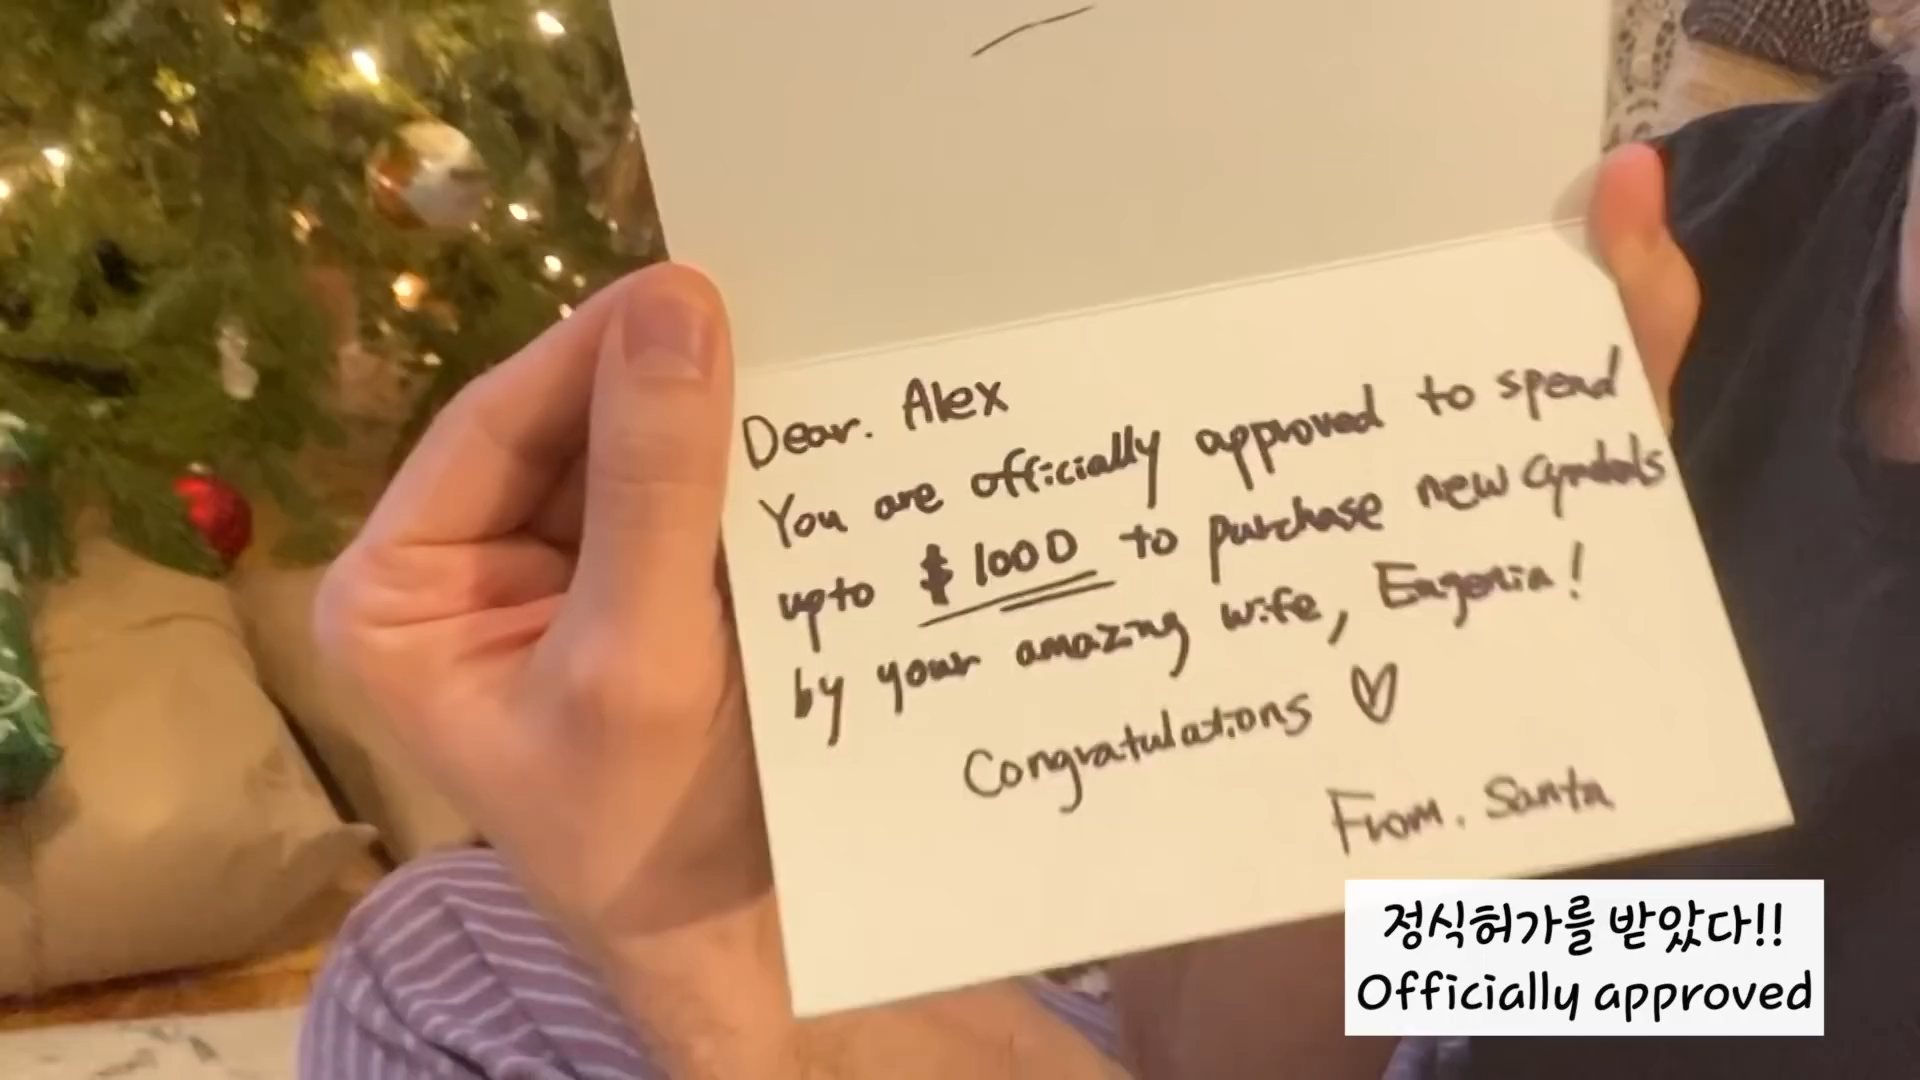 Dear. Alex
You are officially approved to spend
upto $1000 to purchase new Cymbals
by your amazing wife, Eugenia!
Congratulations ♡
From. Santa
정식허가를 받았다!!
Officially approved